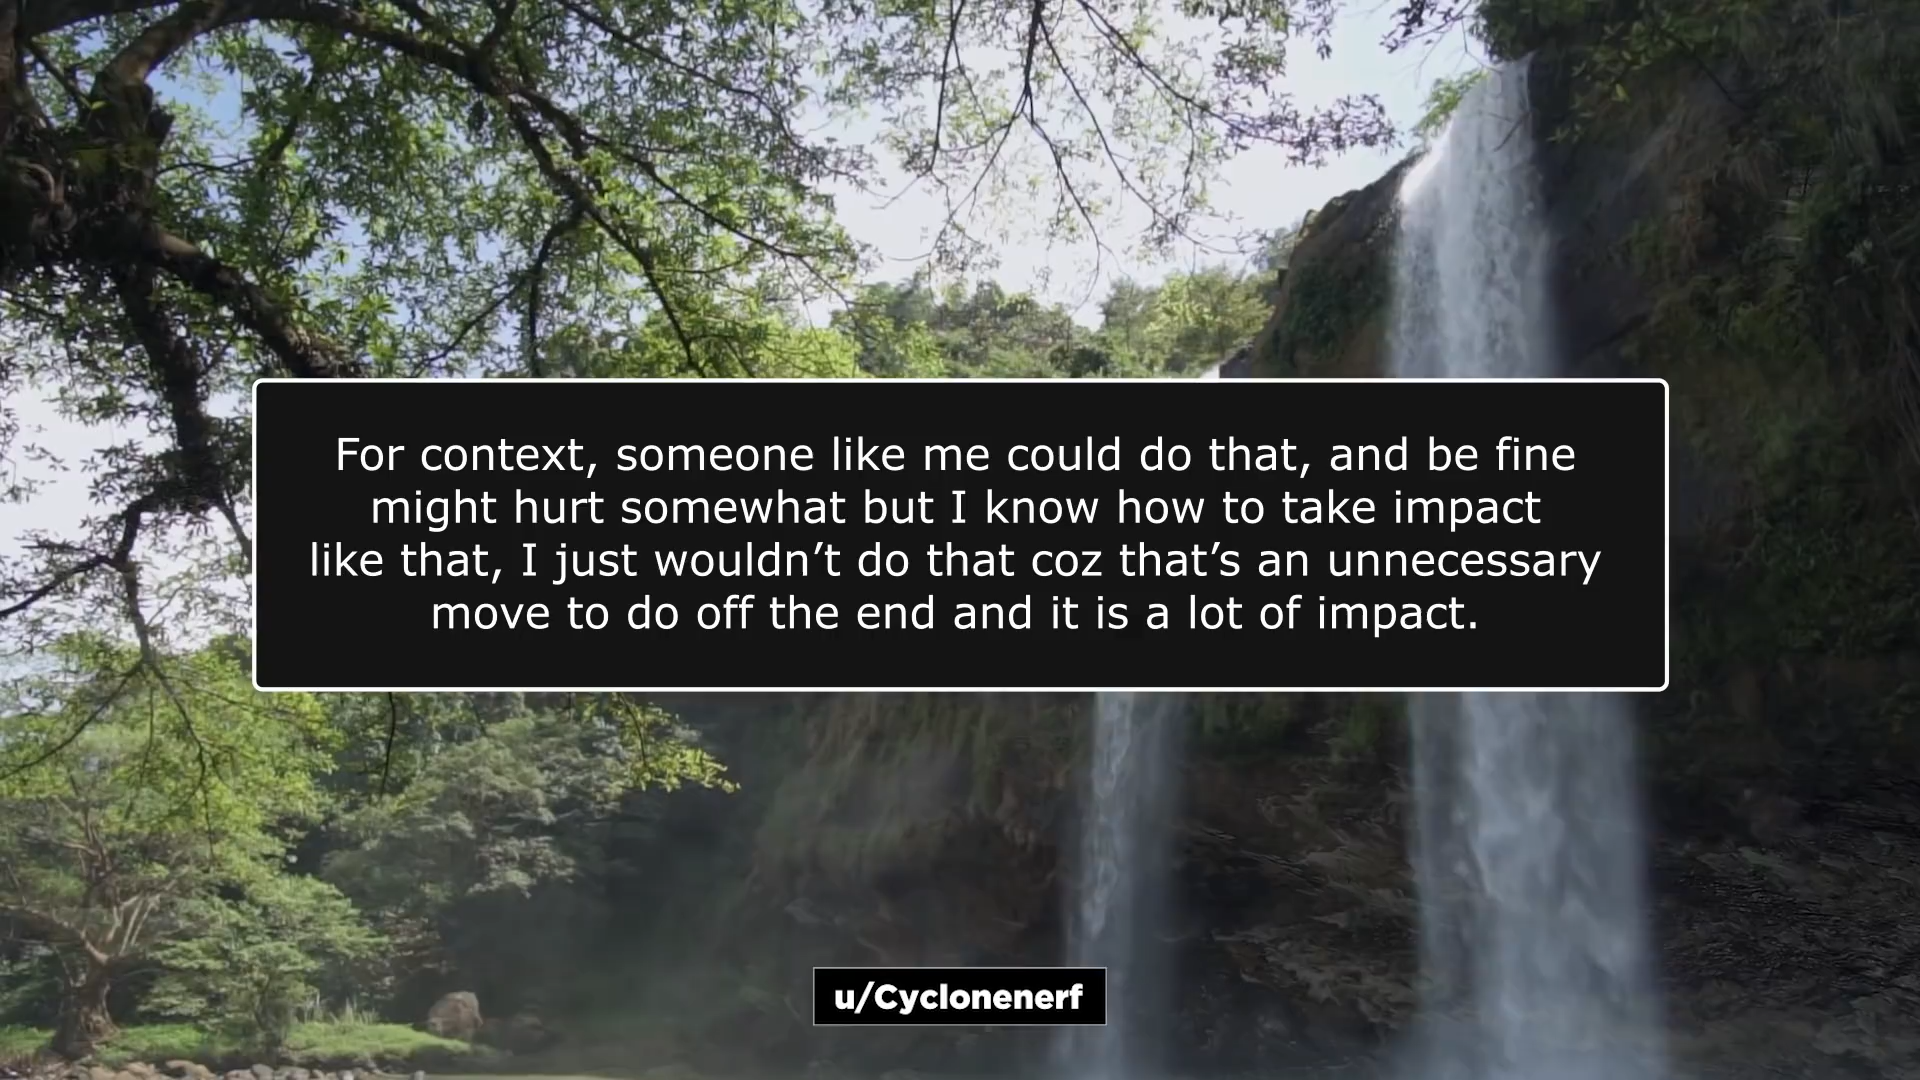 For context, someone like me could do that, and be fine
might hurt somewhat but I know how to take impact
like that, I just wouldn’t do that coz that’s an unnecessary
move to do off the end and it is a lot of impact.
u/Cyclonenerf